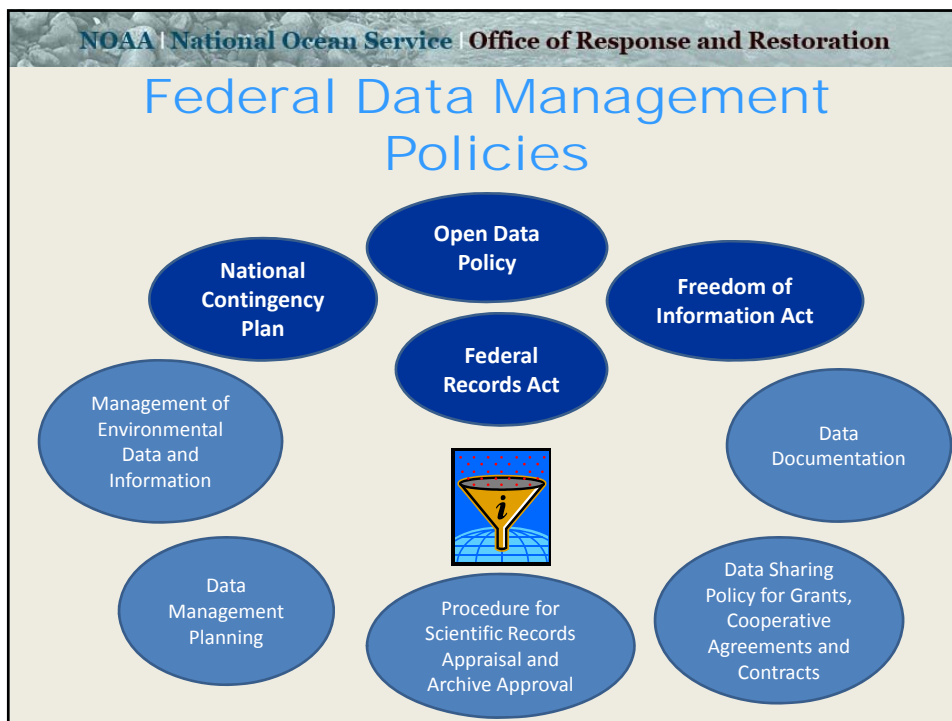 NOAA | National Ocean Service | Office of Response and Restoration
Federal Data Management
Policies
Open Data
Policy
National
Contingency
Plan
Freedom of
Information Act
Federal
Records Act
Management of
Environmental
Data and
Information
Data
Documentation
i
Data
Management
Planning
Procedure for
Scientific Records
Appraisal and
Archive Approval
Data Sharing
Policy for Grants,
Cooperative
Agreements and
Contracts